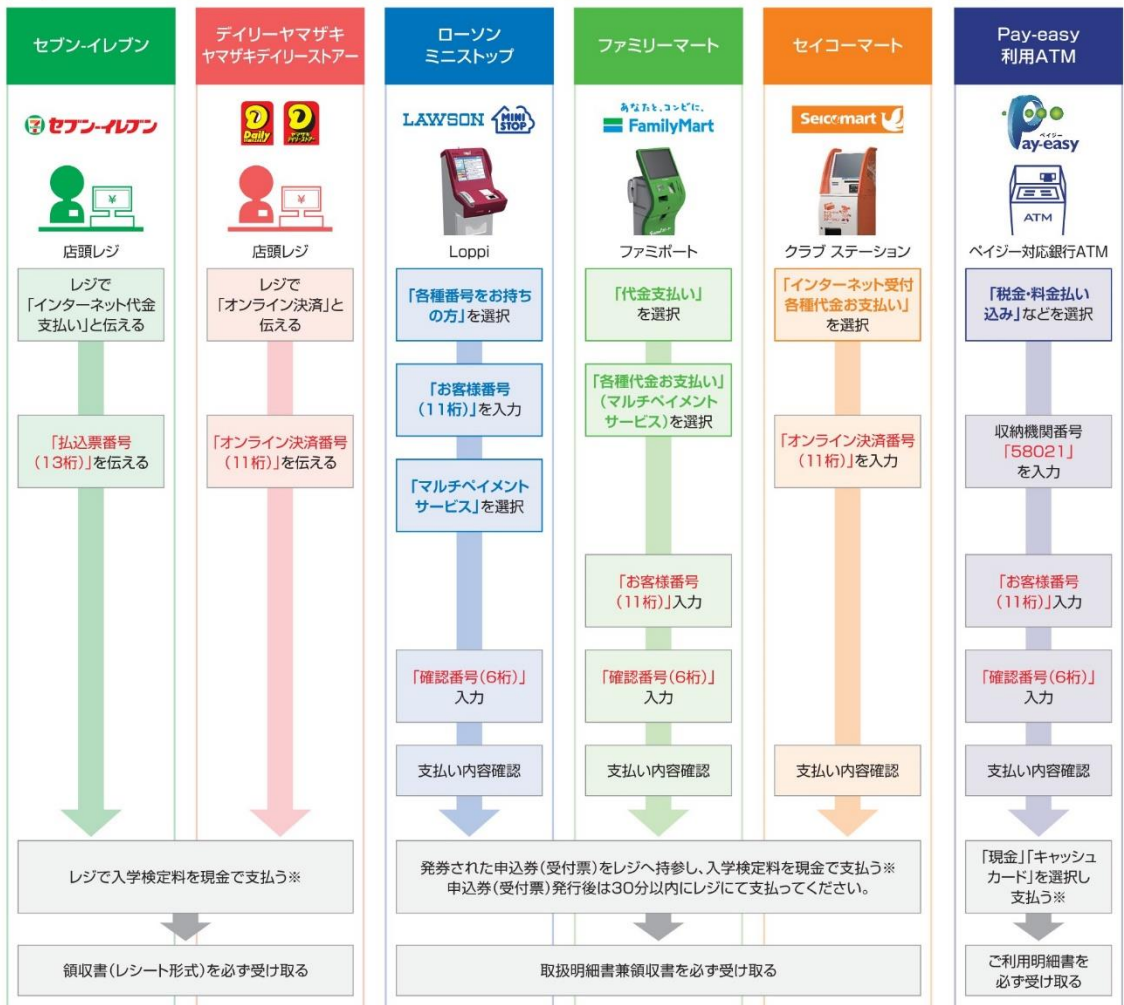 セブン-イレブン
デイリーヤマザキ
ヤマザキデイリーストアー
ローソン
ミニストップ
ファミリーマート
セイコーマート
Pay-easy
利用ATM
セブン-イレブン
Daily
LAWSON
MINI
STOP
あなたと、コンビに、
FamilyMart
Seicomart
ペイジー
Pay-easy
¥
¥
ATM
店頭レジ
店頭レジ
Loppi
ファミポート
クラブ ステーション
ペイジー対応銀行ATM
レジで
「インターネット代金
支払い」と伝える
レジで
「オンライン決済」と
伝える
「各種番号をお持ち
の方」を選択
「代金支払い」
を選択
「インターネット受付
各種代金お支払い」
を選択
「税金・料金払い
込み」などを選択
「お客様番号
(11桁)」を入力
「各種代金お支払い」
(マルチペイメント
サービス)を選択
「払込票番号
(13桁)」を伝える
「オンライン決済番号
(11桁)」を伝える
「オンライン決済番号
(11桁)」を入力
収納機関番号
「58021」
を入力
「マルチペイメント
サービス」を選択
「お客様番号
(11桁)」入力
「お客様番号
(11桁)」入力
「確認番号(6桁)」
入力
「確認番号(6桁)」
入力
「確認番号(6桁)」
入力
支払い内容確認
支払い内容確認
支払い内容確認
支払い内容確認
レジで入学検定料を現金で支払う※
発券された申込券(受付票)をレジへ持参し、入学検定料を現金で支払う※
申込券(受付票)発行後は30分以内にレジにて支払ってください。
「現金」「キャッシュ
カード」を選択し
支払う※
領収書(レシート形式)を必ず受け取る
取扱明細書兼領収書を必ず受け取る
ご利用明細書を
必ず受け取る